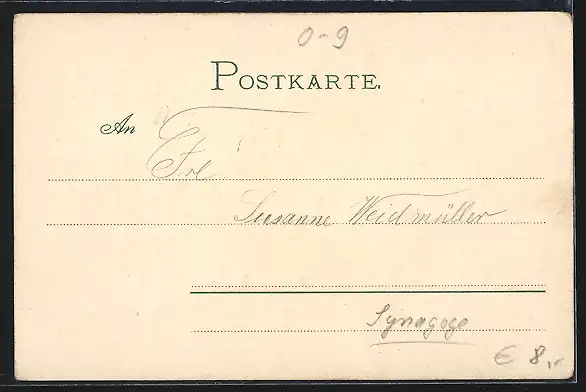 0-9
POSTKARTE.
An
Frl
Susanne Weidmüller
Synagoge
€ 8,-